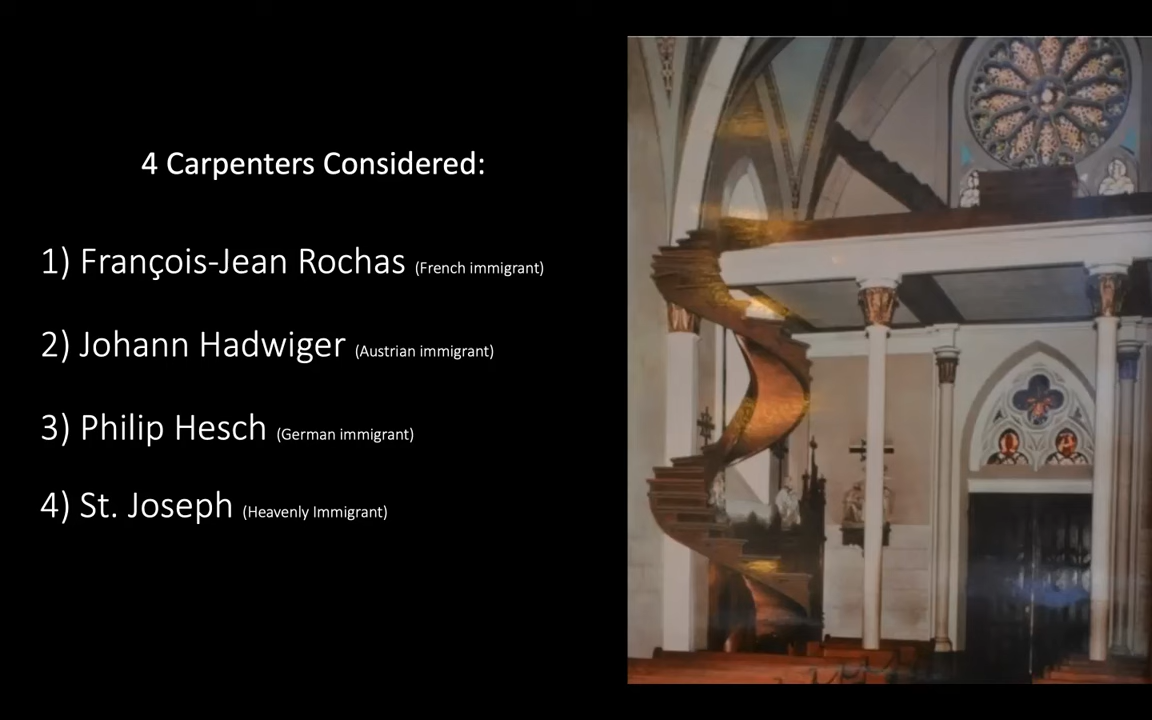 4 Carpenters Considered:
1) François-Jean Rochas (French immigrant)
2) Johann Hadwiger (Austrian immigrant)
3) Philip Hesch (German immigrant)
4) St. Joseph (Heavenly Immigrant)